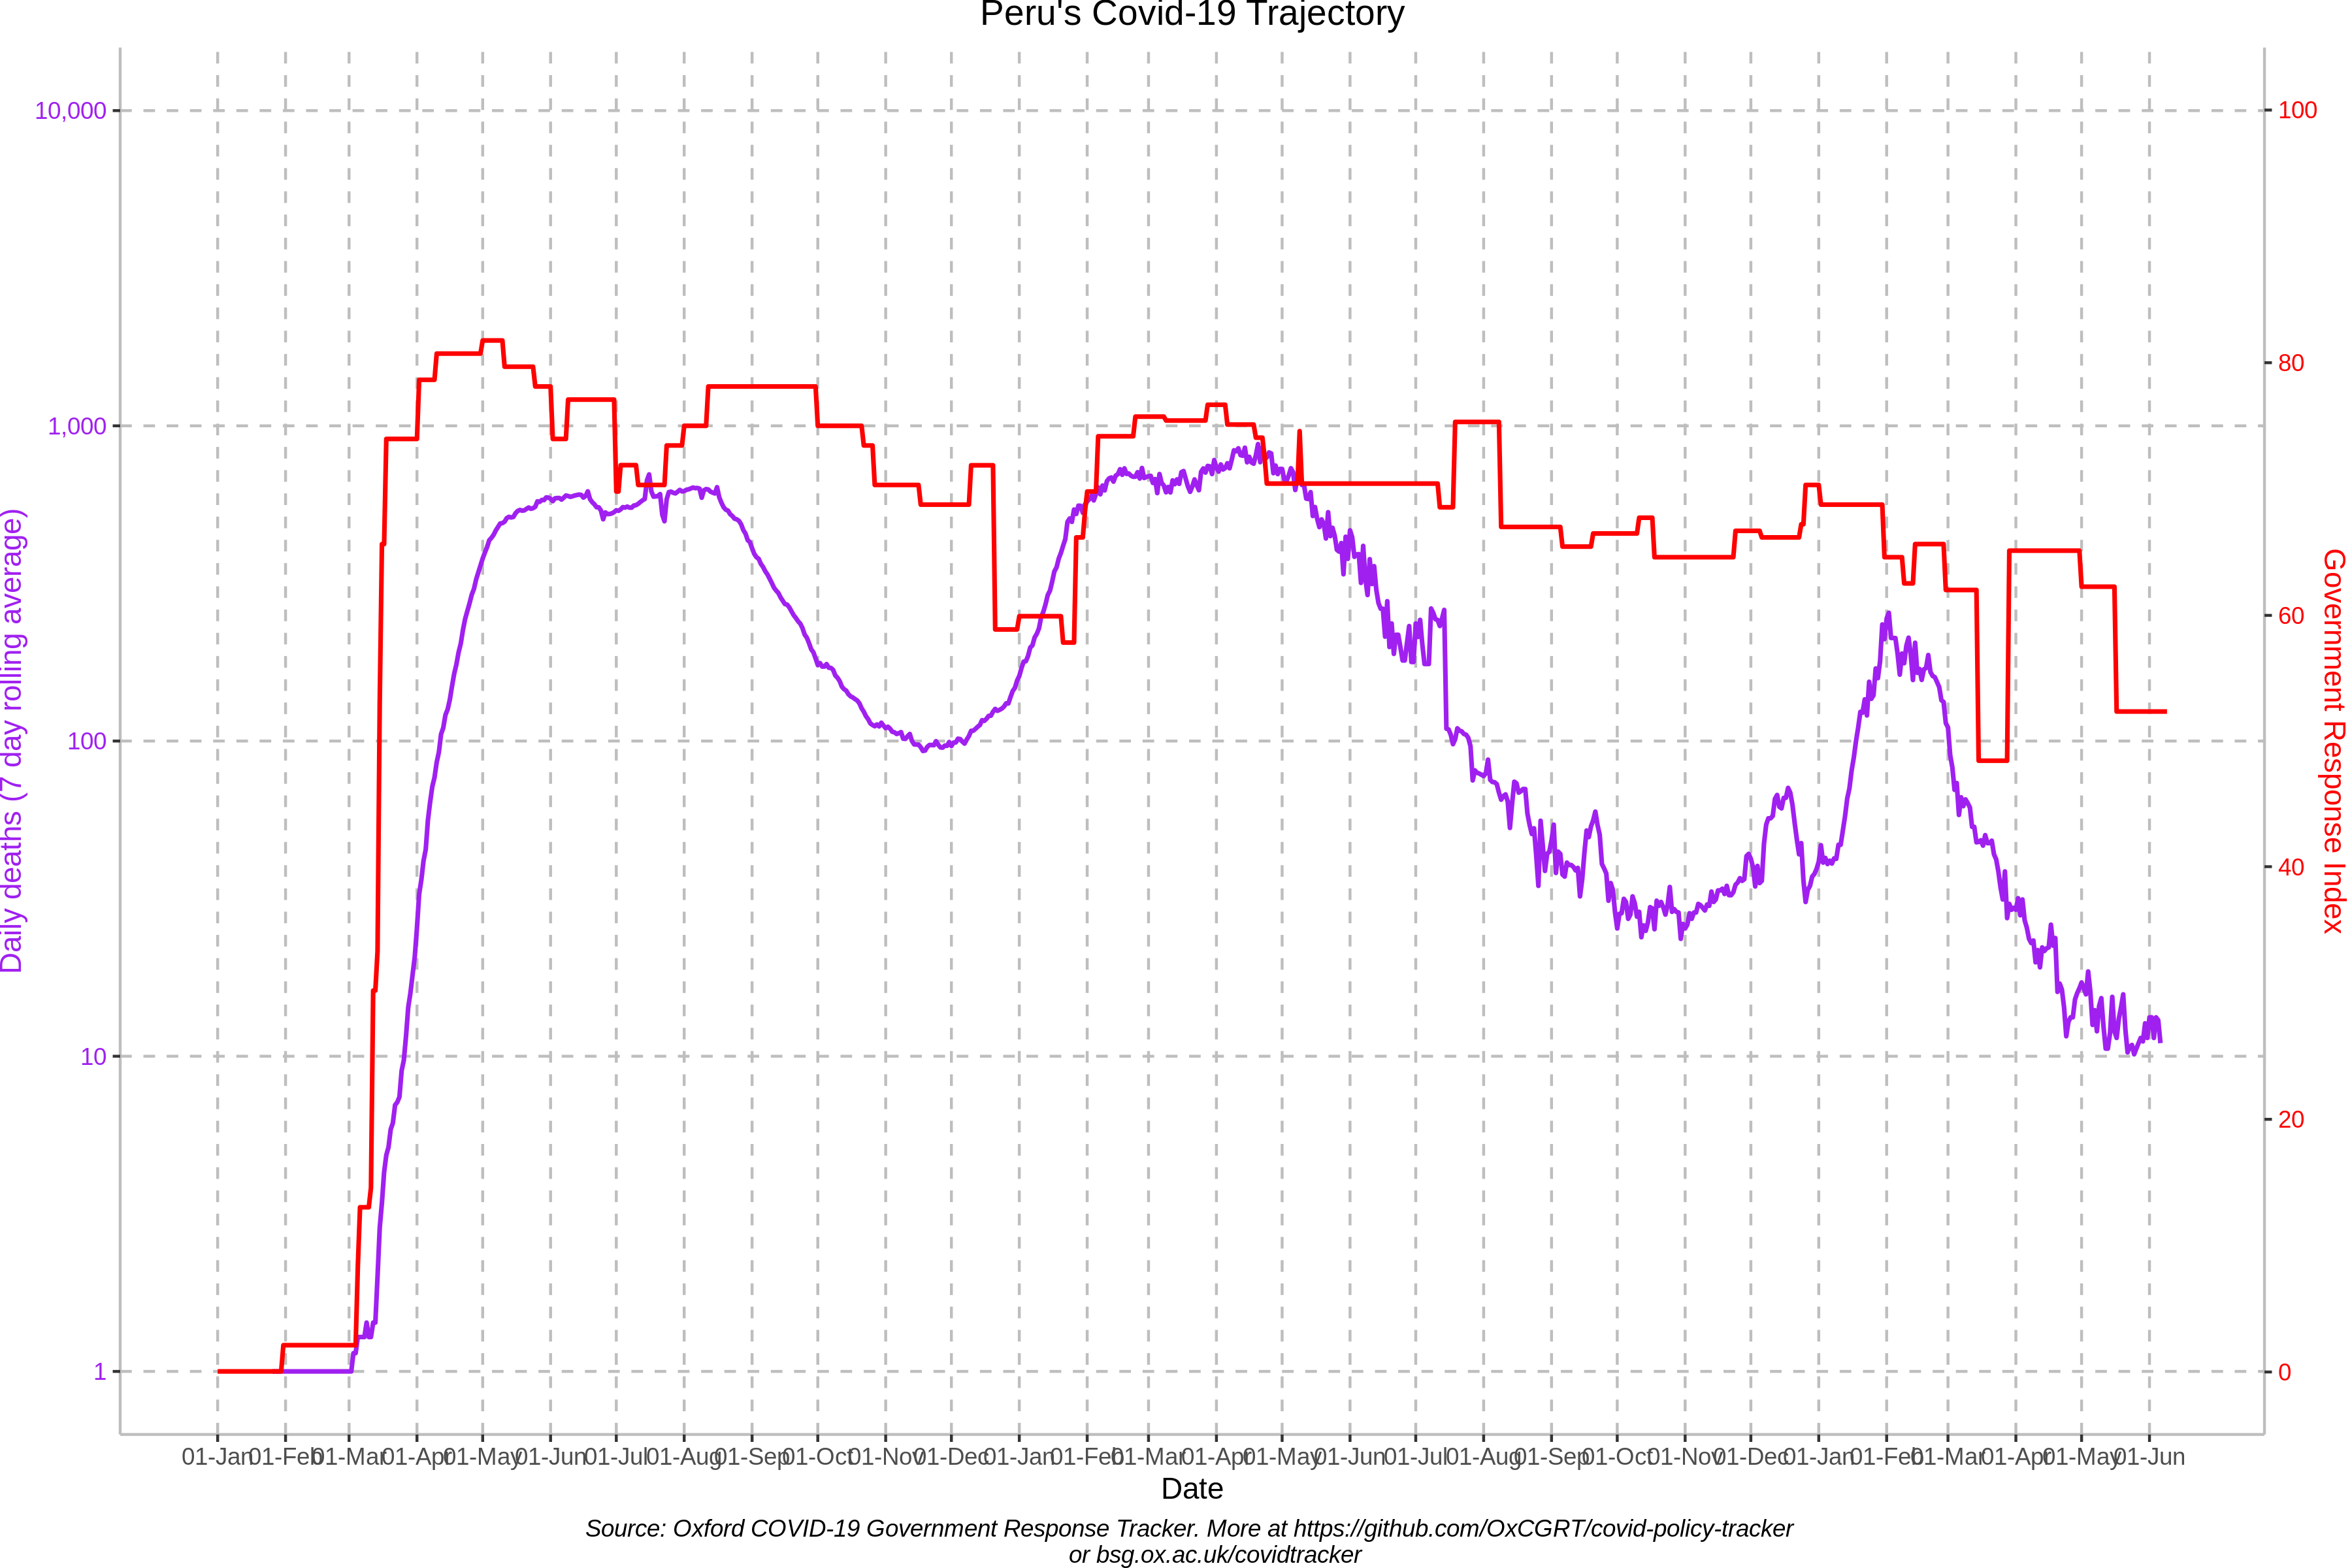 Peru's Covid-19 Trajectory
10,000
1,000
100
10
1
Daily deaths (7 day rolling average)
100
80
60
40
20
0
Government Response Index
01-Jan 01-Feb 01-Mar 01-Apr 01-May 01-Jun 01-Jul 01-Aug 01-Sep 01-Oct 01-Nov 01-Dec 01-Jan 01-Feb 01-Mar 01-Apr 01-May 01-Jun 01-Jul 01-Aug 01-Sep 01-Oct 01-Nov 01-Dec 01-Jan 01-Feb 01-Mar 01-Apr 01-May 01-Jun
Date
Source: Oxford COVID-19 Government Response Tracker. More at https://github.com/OxCGRT/covid-policy-tracker
or bsg.ox.ac.uk/covidtracker